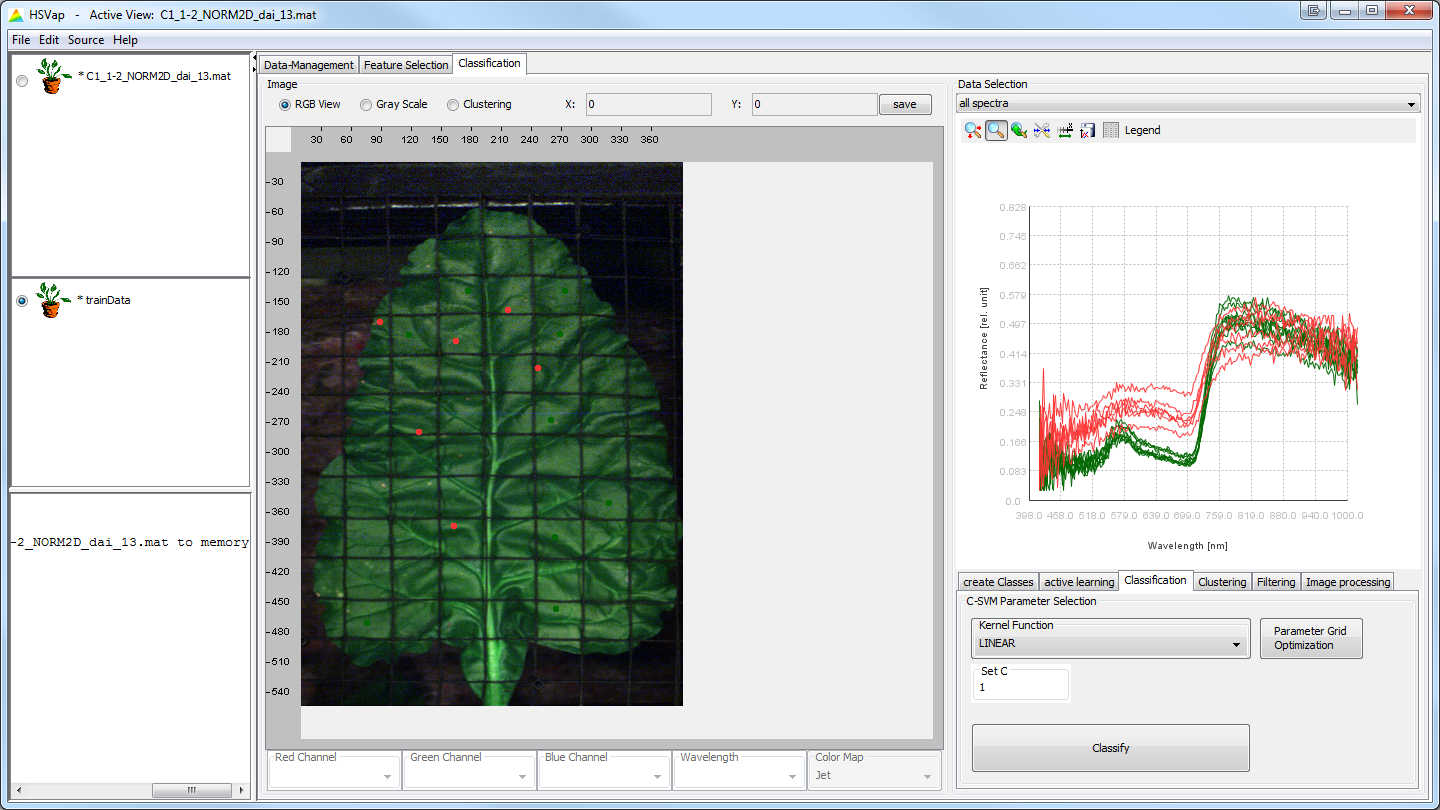 HSVap - Active View: C1_1-2_NORM2D_dai_13.mat
File Edit Source Help
* C1_1-2_NORM2D_dai_13.mat
* trainData
-2_NORM2D_dai_13.mat to memory
Data-Management Feature Selection Classification
Image
RGB View Gray Scale Clustering X: 0 Y: 0 save
30 60 90 120 150 180 210 240 270 300 330 360
30
60
90
120
150
180
210
240
270
300
330
360
390
420
450
480
510
540
Red Channel Green Channel Blue Channel Wavelength Color Map
Jet
Data Selection
all spectra
Legend
0.828
0.745
0.662
0.579
0.497
0.414
0.331
0.248
0.166
0.083
0.0
Reflectance [rel. unit]
398.0 458.0 518.0 579.0 639.0 699.0 759.0 819.0 880.0 940.0 1000.0
Wavelength [nm]
create Classes active learning Classification Clustering Filtering Image processing
C-SVM Parameter Selection
Kernel Function
LINEAR
Parameter Grid
Optimization
Set C
1
Classify